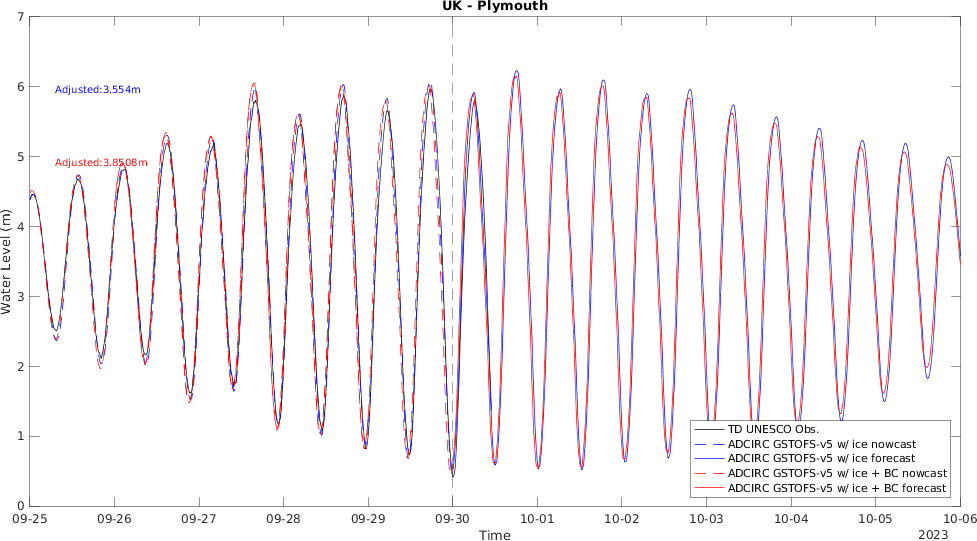 UK - Plymouth
7
6
5
4
3
2
1
0
Water Level (m)
Adjusted:3.554m
Adjusted:3.8508m
TD UNESCO Obs.
ADCIRC GSTOFS-v5 w/ ice nowcast
ADCIRC GSTOFS-v5 w/ ice forecast
ADCIRC GSTOFS-v5 w/ ice + BC nowcast
ADCIRC GSTOFS-v5 w/ ice + BC forecast
09-25 09-26 09-27 09-28 09-29 09-30 10-01 10-02 10-03 10-04 10-05 10-06
Time
2023